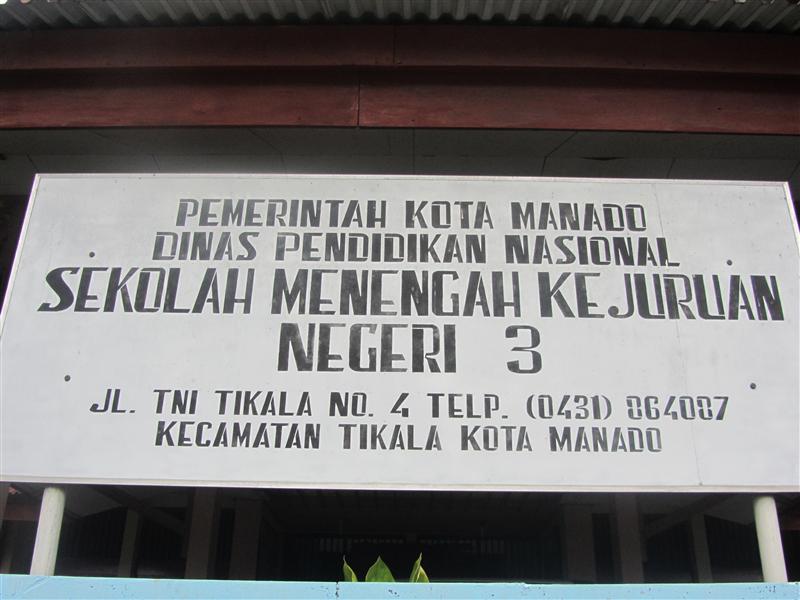 PEMERINTAH KOTA MANADO
DINAS PENDIDIKAN NASIONAL
SEKOLAH MENENGAH KEJURUAN
NEGERI 3
JL. TNI TIKALA NO. 4 TELP. (0431) 864087
KECAMATAN TIKALA KOTA MANADO